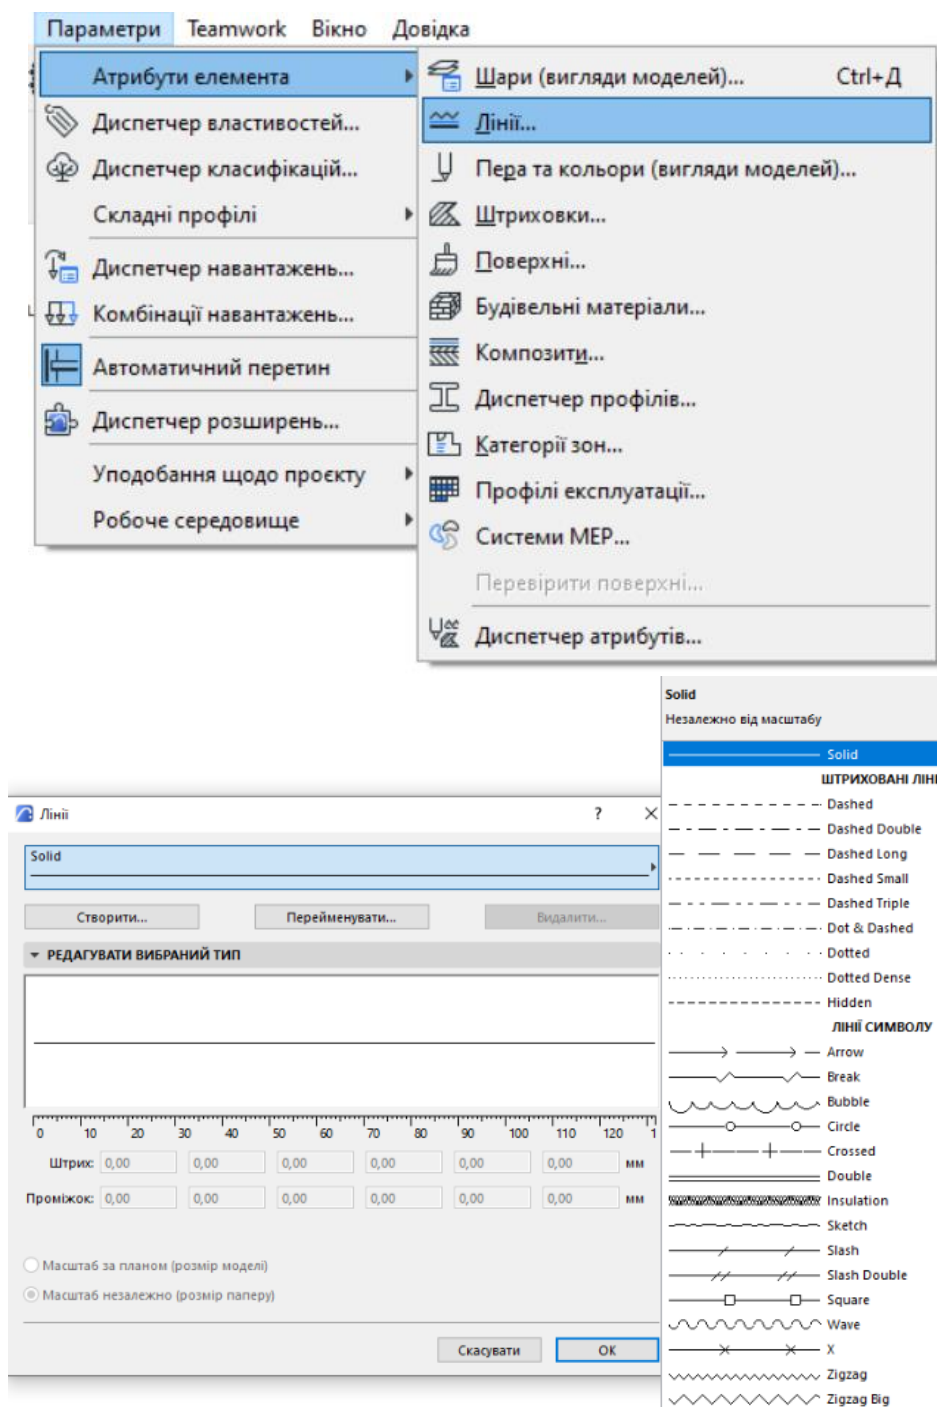 Параметри Teamwork Вікно Довідка
Атрибути елемента
Диспетчер властивостей...
Диспетчер класифікацій...
Складні профілі
Диспетчер навантажень...
Комбінації навантажень...
Автоматичний перетин
Диспетчер розширень...
Уподобання щодо проєкту
Робоче середовище
Шари (вигляди моделей)... Ctrl+Д
Лінії...
Пера та кольори (вигляди моделей)...
Штриховки...
Поверхні...
Будівельні матеріали...
Композити...
Диспетчер профілів...
Категорії зон...
Профілі експлуатації...
Системи МЕР...
Перевірити поверхні...
Диспетчер атрибутів...
Лінії ? ×
Solid
Створити... Перейменувати... Видалити...
РЕДАГУВАТИ ВИБРАНИЙ ТИП
0 10 20 30 40 50 60 70 80 90 100 110 120 1
Штрих: 0,00 0,00 0,00 0,00 0,00 0,00 мм
Проміжок: 0,00 0,00 0,00 0,00 0,00 0,00 мм
Масштаб за планом (розмір моделі)
Масштаб незалежно (розмір паперу)
Скасувати ОК
Solid
Незалежно від масштабу
Solid
ШТРИХОВАНІ ЛІНІ
Dashed
Dashed Double
Dashed Long
Dashed Small
Dashed Triple
Dot & Dashed
Dotted
Dotted Dense
Hidden
ЛІНІЇ СИМВОЛУ
Arrow
Break
Bubble
Circle
Crossed
Double
Insulation
Sketch
Slash
Slash Double
Square
Wave
X
Zigzag
Zigzag Big